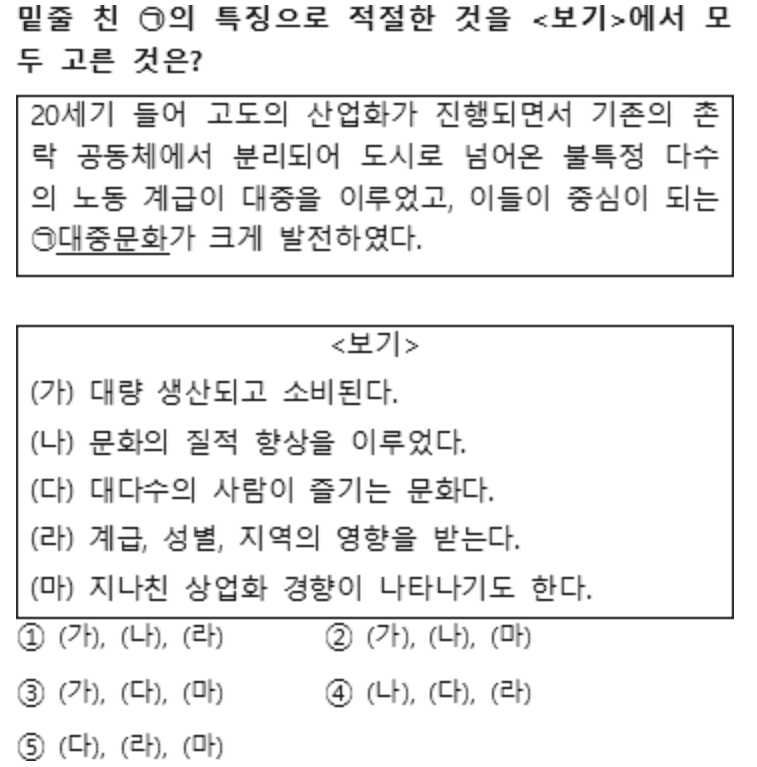 밑줄 친 ㉠의 특징으로 적절한 것을 <보기>에서 모
두 고른 것은?
20세기 들어 고도의 산업화가 진행되면서 기존의 촌
락 공동체에서 분리되어 도시로 넘어온 불특정 다수
의 노동 계급이 대중을 이루었고, 이들이 중심이 되는
㉠대중문화가 크게 발전하였다.
<보기>
(가) 대량 생산되고 소비된다.
(나) 문화의 질적 향상을 이루었다.
(다) 대다수의 사람이 즐기는 문화다.
(라) 계급, 성별, 지역의 영향을 받는다.
(마) 지나친 상업화 경향이 나타나기도 한다.
① (가), (나), (라) ② (가), (나), (마)
③ (가), (다), (마) ④ (나), (다), (라)
⑤ (다), (라), (마)